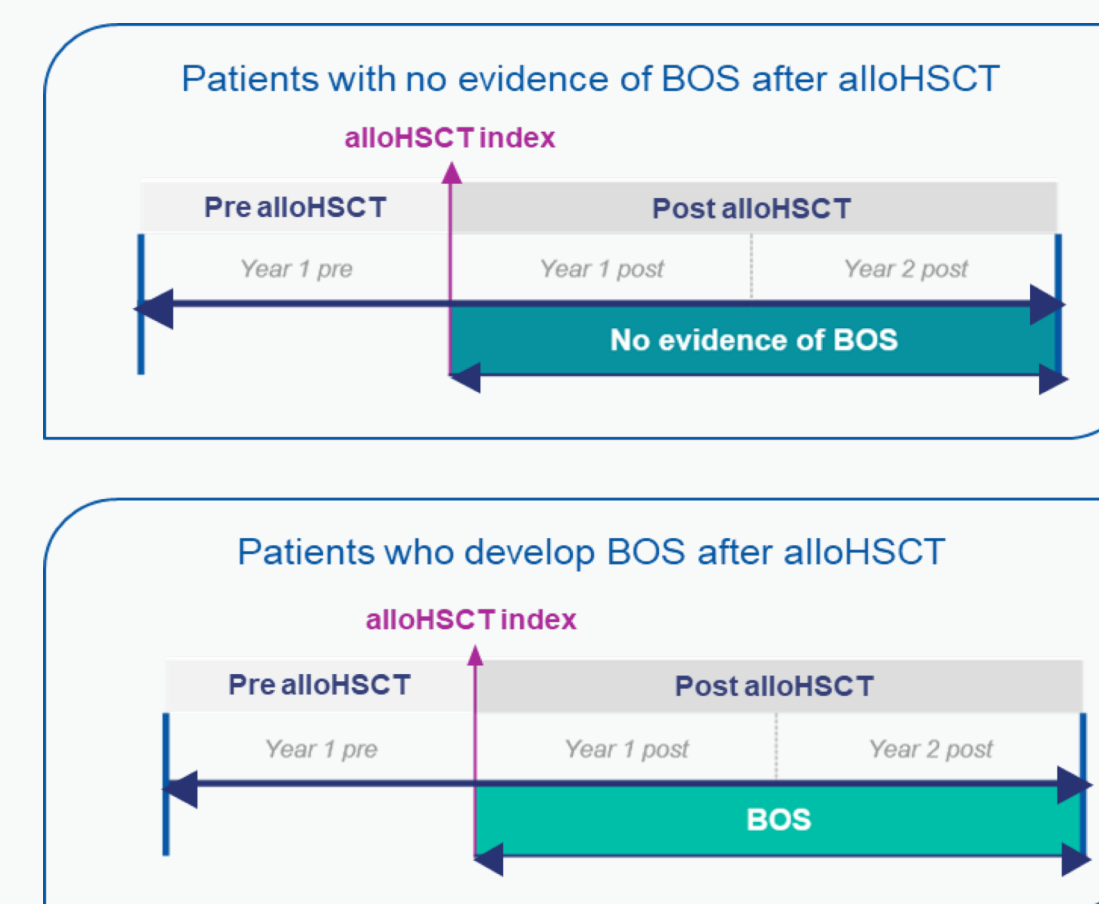 Patients with no evidence of BOS after alloHSCT
alloHSCT index
Pre alloHSCT
Post alloHSCT
Year 1 pre
Year 1 post
Year 2 post
No evidence of BOS
Patients who develop BOS after alloHSCT
alloHSCT index
Pre alloHSCT
Post alloHSCT
Year 1 pre
Year 1 post
Year 2 post
BOS